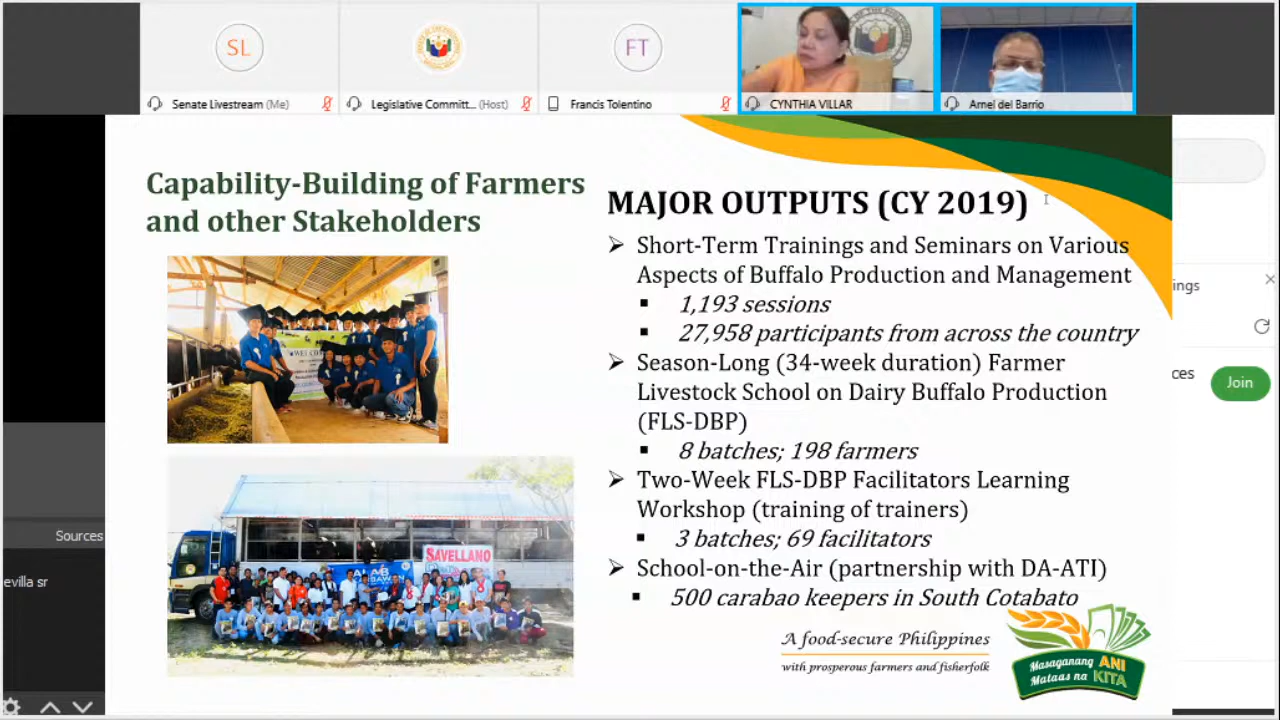 SL
FT
Senate Livestream (Me)
Legislative Committ... (Host)
Francis Tolentino
CYNTHIA VILLAR
Arnel del Barrio
Capability-Building of Farmers
and other Stakeholders
MAJOR OUTPUTS (CY 2019)
Short-Term Trainings and Seminars on Various
Aspects of Buffalo Production and Management
1,193 sessions
27,958 participants from across the country
Season-Long (34-week duration) Farmer
Livestock School on Dairy Buffalo Production
(FLS-DBP)
8 batches; 198 farmers
Two-Week FLS-DBP Facilitators Learning
Workshop (training of trainers)
3 batches; 69 facilitators
School-on-the-Air (partnership with DA-ATI)
500 carabao keepers in South Cotabato
A food-secure Philippines
with prosperous farmers and fisherfolk
Masaganang ANI
Mataas na KITA
SAVELLANO
ings
ces
Join
Sources
evilla sr